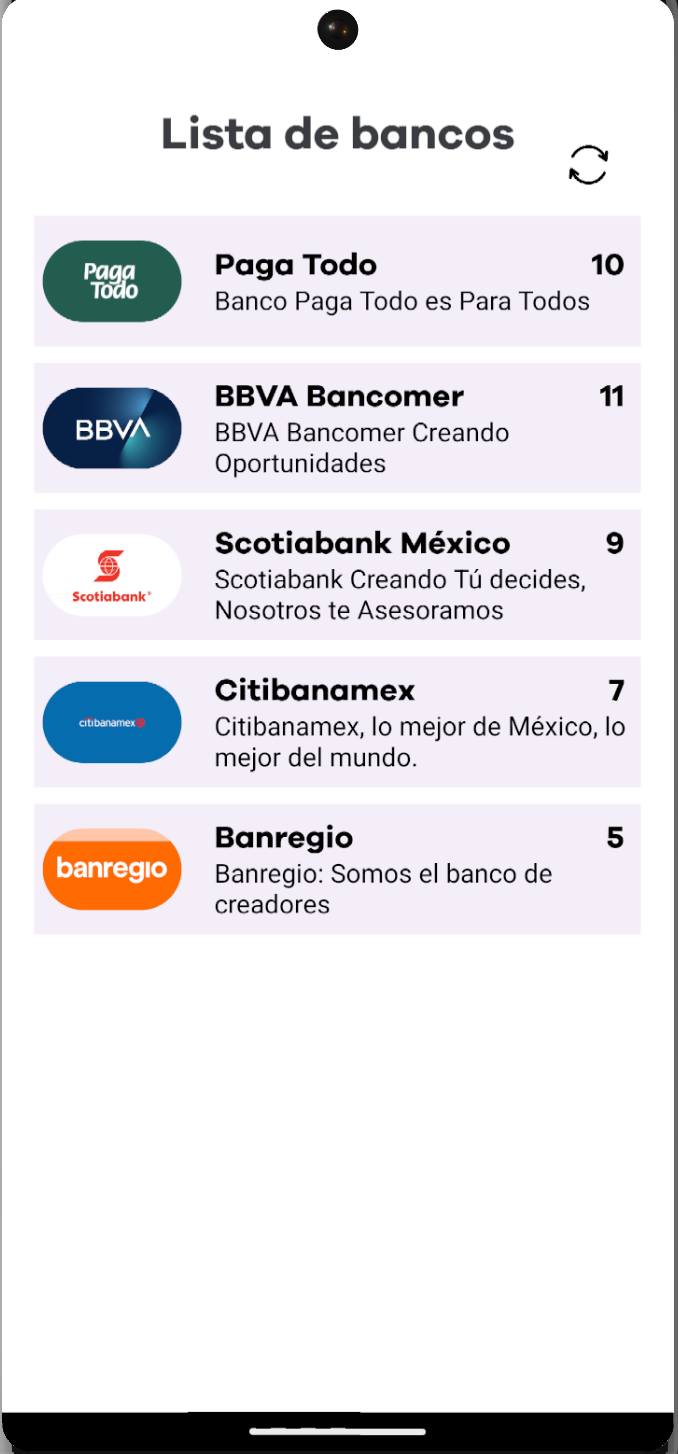 Lista de bancos
Paga
Todo
Paga Todo 10
Banco Paga Todo es Para Todos
BBVA
BBVA Bancomer 11
BBVA Bancomer Creando
Oportunidades
Scotiabank®
Scotiabank México 9
Scotiabank Creando Tú decides,
Nosotros te Asesoramos
citibanamex
Citibanamex 7
Citibanamex, lo mejor de México, lo
mejor del mundo.
banregio
Banregio 5
Banregio: Somos el banco de
creadores